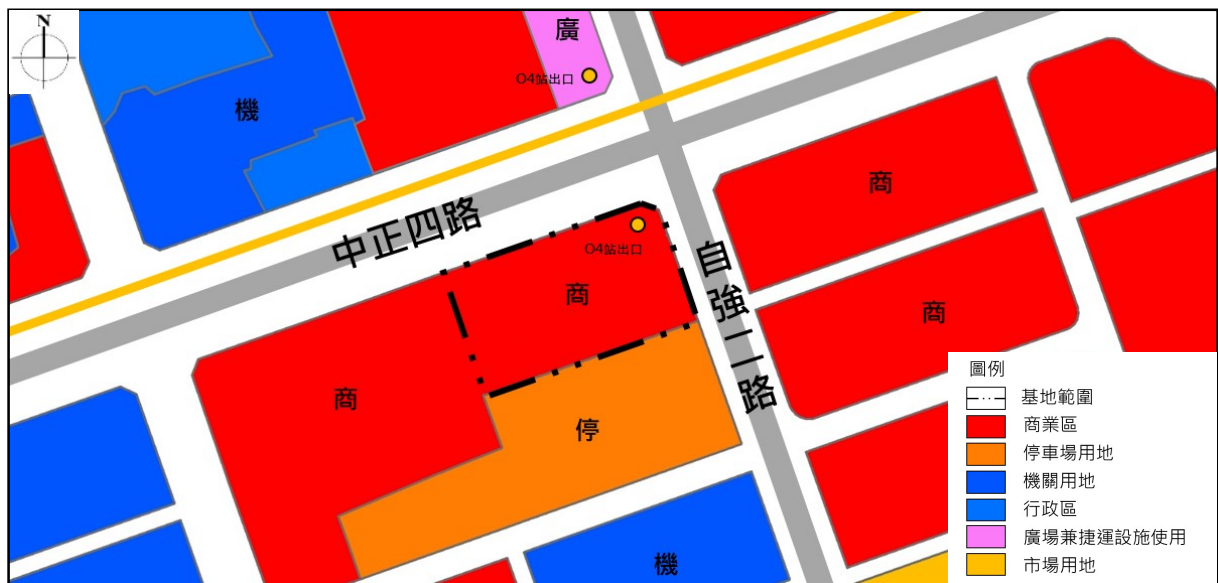 N
廣
O4站出口
機
商
中正四路
O4站出口
自強二路
商
商
商
停
機
圖例
基地範圍
商業區
停車場用地
機關用地
行政區
廣場兼捷運設施使用
市場用地